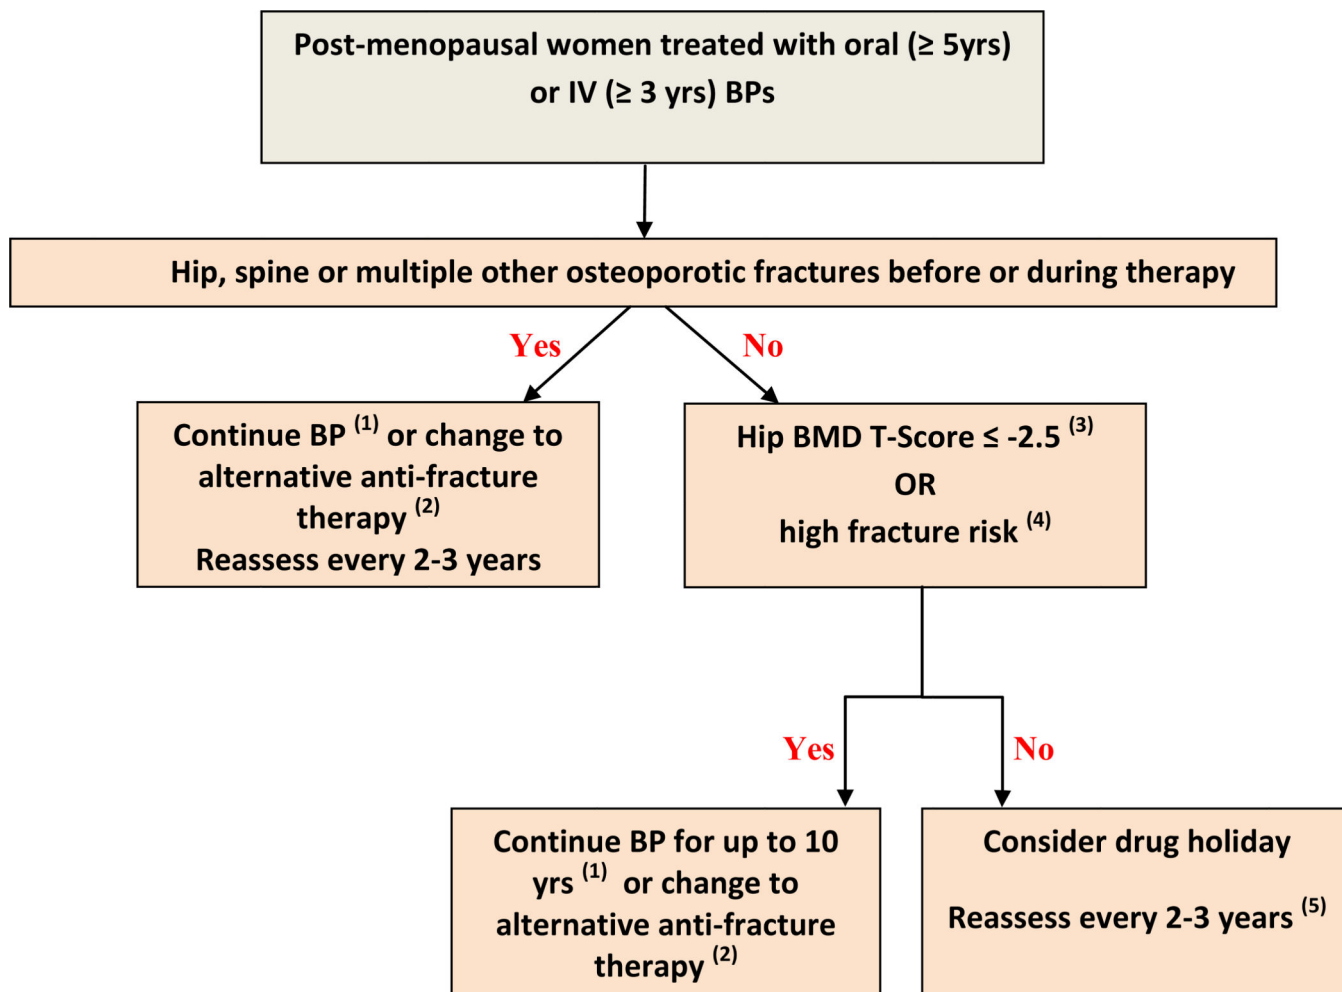 Post-menopausal women treated with oral (≥ 5yrs)
or IV (≥ 3 yrs) BPs
Hip, spine or multiple other osteoporotic fractures before or during therapy
Yes
No
Continue BP (1) or change to
alternative anti-fracture
therapy (2)
Reassess every 2-3 years
Hip BMD T-Score ≤ -2.5 (3)
OR
high fracture risk (4)
Yes
No
Continue BP for up to 10
yrs (1) or change to
alternative anti-fracture
therapy (2)
Consider drug holiday
Reassess every 2-3 years (5)